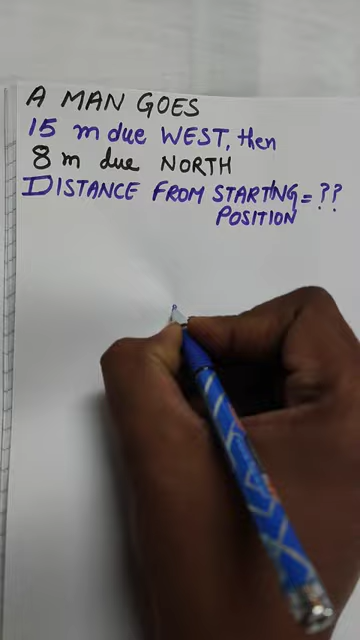 A MAN GOES
15 m due WEST, then
8 m due NORTH
DISTANCE FROM STARTING = ??
POSITION